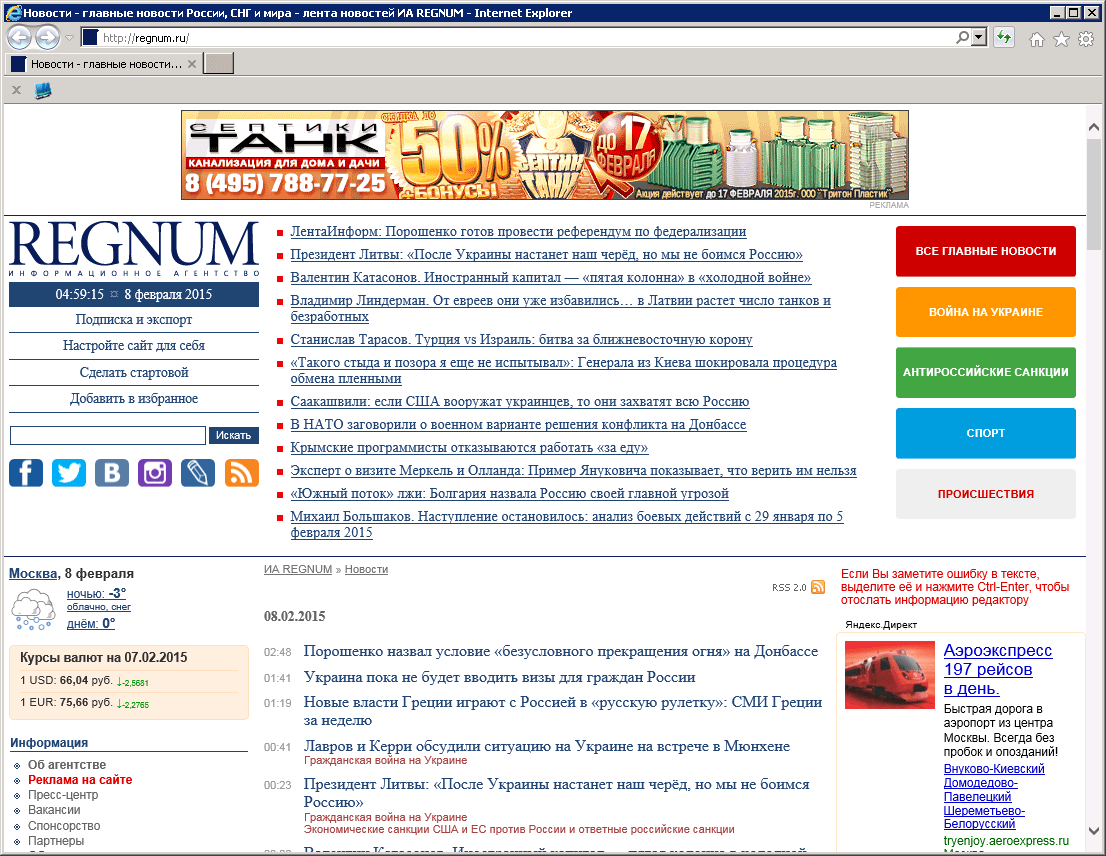 Новости - главные новости России, СНГ и мира - лента новостей ИА REGNUM - Internet Explorer
http://regnum.ru/
Новости - главные новости...
СЕПТИКИ
ТАНК
КАНАЛИЗАЦИЯ ДЛЯ ДОМА И ДАЧИ
8 (495) 788-77-25
СКИДКА ДО
50%
+БОНУСЫ!
СЕПТИК
ТАНК
ДО 17
ФЕВРАЛЯ
Акция действует до 17 ФЕВРАЛЯ 2015г. ООО "Тритон Пластик"
РЕКЛАМА
REGNUM
ИНФОРМАЦИОННОЕ АГЕНТСТВО
04:59:15 ¤ 8 февраля 2015
Подписка и экспорт
Настройте сайт для себя
Сделать стартовой
Добавить в избранное
Искать
ЛентаИнформ: Порошенко готов провести референдум по федерализации
Президент Литвы: «После Украины настанет наш черёд, но мы не боимся Россию»
Валентин Катасонов. Иностранный капитал — «пятая колонна» в «холодной войне»
Владимир Линдерман. От евреев они уже избавились… в Латвии растет число танков и
безработных
Станислав Тарасов. Турция vs Израиль: битва за ближневосточную корону
«Такого стыда и позора я еще не испытывал»: Генерала из Киева шокировала процедура
обмена пленными
Саакашвили: если США вооружат украинцев, то они захватят всю Россию
В НАТО заговорили о военном варианте решения конфликта на Донбассе
Крымские программисты отказываются работать «за еду»
Эксперт о визите Меркель и Олланда: Пример Януковича показывает, что верить им нельзя
«Южный поток» лжи: Болгария назвала Россию своей главной угрозой
Михаил Большаков. Наступление остановилось: анализ боевых действий с 29 января по 5
февраля 2015
ВСЕ ГЛАВНЫЕ НОВОСТИ
ВОЙНА НА УКРАИНЕ
АНТИРОССИЙСКИЕ САНКЦИИ
СПОРТ
ПРОИСШЕСТВИЯ
Москва, 8 февраля
ночью: -3°
облачно, снег
днём: 0°
Курсы валют на 07.02.2015
1 USD: 66,04 руб. ↓-2,5681
1 EUR: 75,66 руб. ↓-2,2765
Информация
Об агентстве
Реклама на сайте
Пресс-центр
Вакансии
Спонсорство
Партнеры
ИА REGNUM » Новости
RSS 2.0
08.02.2015
02:48 Порошенко назвал условие «безусловного прекращения огня» на Донбассе
01:41 Украина пока не будет вводить визы для граждан России
01:19 Новые власти Греции играют с Россией в «русскую рулетку»: СМИ Греции
за неделю
00:41 Лавров и Керри обсудили ситуацию на Украине на встрече в Мюнхене
Гражданская война на Украине
00:23 Президент Литвы: «После Украины настанет наш черёд, но мы не боимся
Россию»
Гражданская война на Украине
Экономические санкции США и ЕС против России и ответные российские санкции
Если Вы заметите ошибку в тексте,
выделите её и нажмите Ctrl-Enter, чтобы
отослать информацию редактору
Яндекс.Директ
Аэроэкспресс
197 рейсов
в день.
Быстрая дорога в
аэропорт из центра
Москвы. Всегда без
пробок и опозданий!
Внуково-Киевский
Домодедово-
Павелецкий
Шереметьево-
Белорусский
tryenjoy.aeroexpress.ru